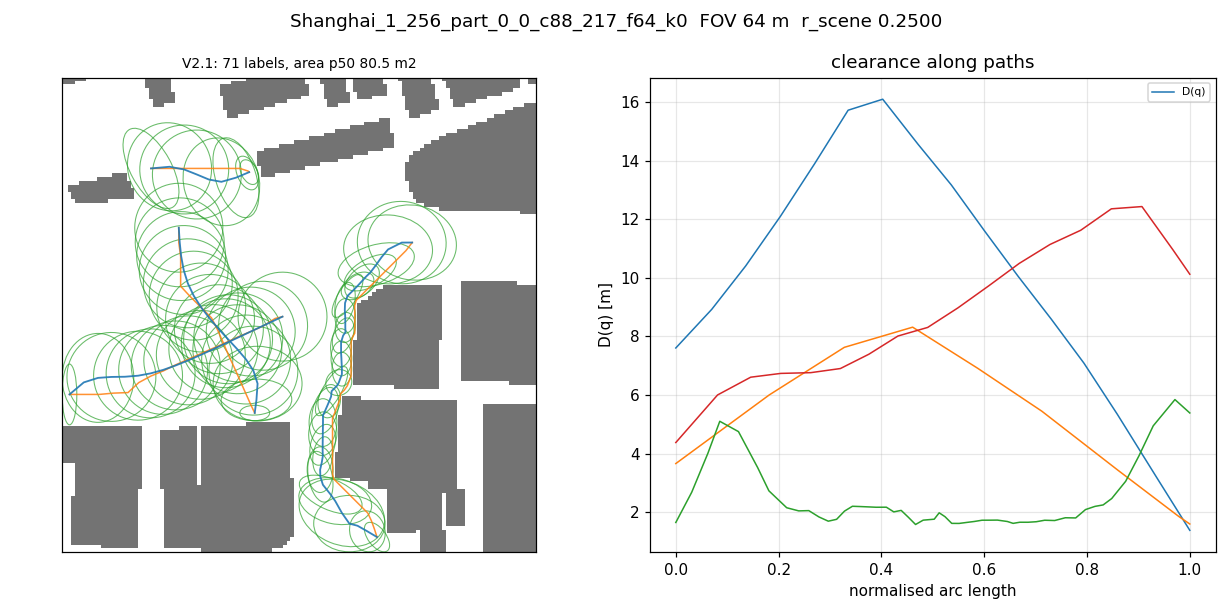 Shanghai_1_256_part_0_0_c88_217_f64_k0  FOV 64 m  r_scene 0.2500
V2.1: 71 labels, area p50 80.5 m2
clearance along paths
D(q)
16
14
12
10
8
6
4
2
D(q) [m]
0.0 0.2 0.4 0.6 0.8 1.0
normalised arc length